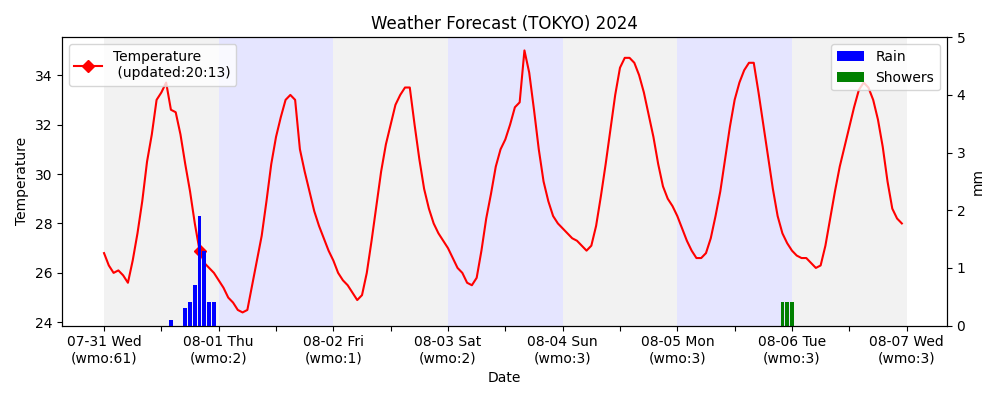 Weather Forecast (TOKYO) 2024
Temperature
(updated:20:13)
Rain
Showers
Temperature
34
32
30
28
26
24
5
4
3
2
1
0
mm
07-31 Wed
(wmo:61)
08-01 Thu
(wmo:2)
08-02 Fri
(wmo:1)
08-03 Sat
(wmo:2)
08-04 Sun
(wmo:3)
08-05 Mon
(wmo:3)
08-06 Tue
(wmo:3)
08-07 Wed
(wmo:3)
Date